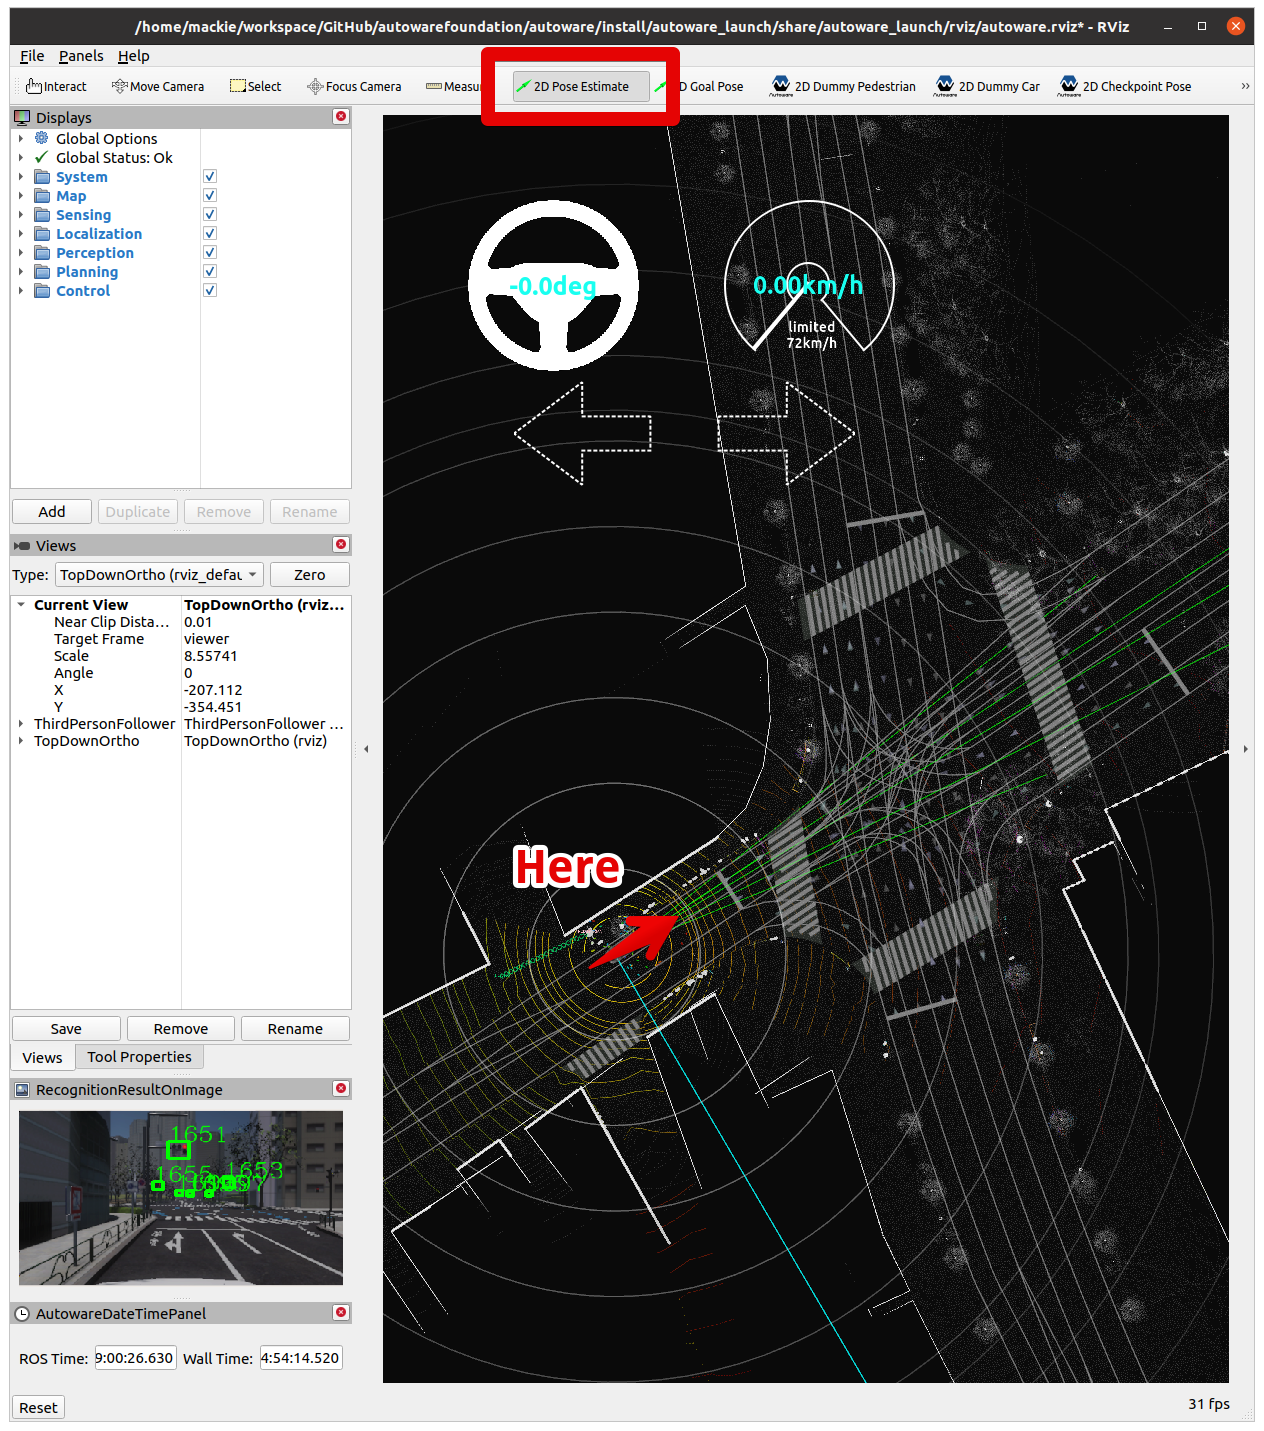 /home/mackie/workspace/GitHub/autowarefoundation/autoware/install/autoware_launch/share/autoware_launch/rviz/autoware.rviz* - RViz
File Panels Help
Interact Move Camera Select Focus Camera Measu 2D Pose Estimate D Goal Pose 2D Dummy Pedestrian 2D Dummy Car 2D Checkpoint Pose »
Displays
Global Options
Global Status: Ok
System
Map
Sensing
Localization
Perception
Planning
Control
Add Duplicate Remove Rename
Views
Type: TopDownOrtho (rviz_defau Zero
Current View TopDownOrtho (rviz...
Near Clip Dista... 0.01
Target Frame viewer
Scale 8.55741
Angle 0
X -207.112
Y -354.451
ThirdPersonFollower ThirdPersonFollower ...
TopDownOrtho TopDownOrtho (rviz)
Save Remove Rename
Views Tool Properties
RecognitionResultOnImage
1651
1655 1653
AutowareDateTimePanel
ROS Time: 9:00:26.630 Wall Time: 4:54:14.520
Reset
-0.0deg
0.00km/h
limited
72km/h
Here
31 fps